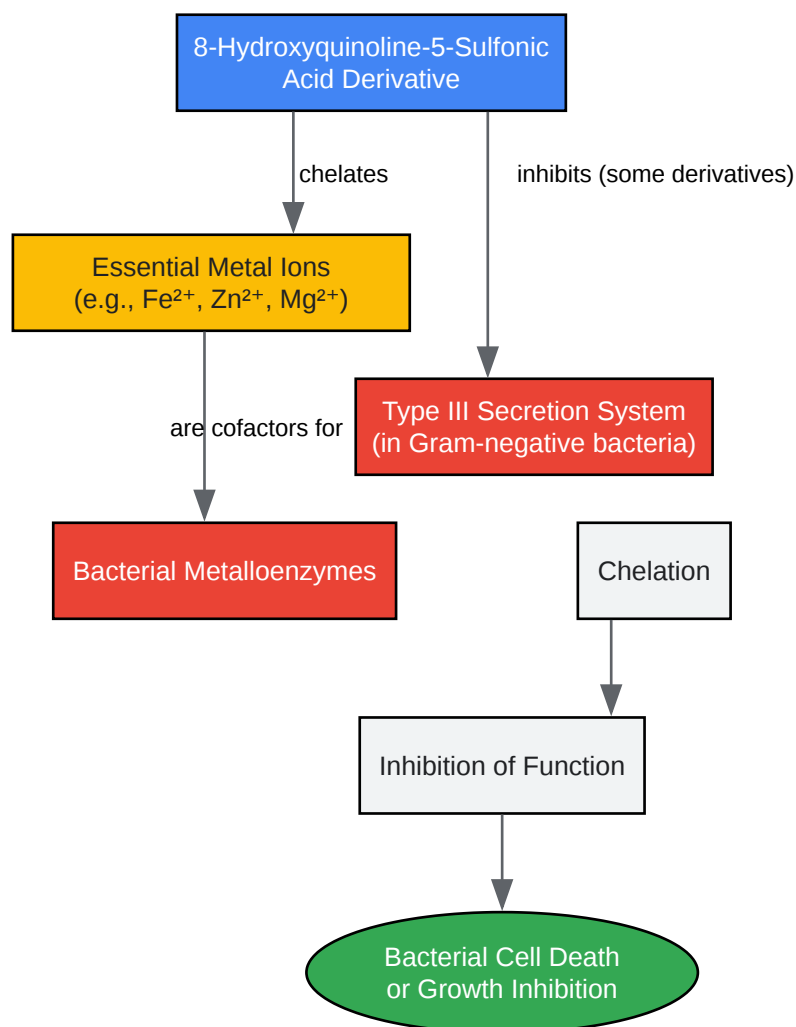 8-Hydroxyquinoline-5-Sulfonic
Acid Derivative
chelates
inhibits (some derivatives)
Essential Metal Ions
(e.g., Fe²⁺, Zn²⁺, Mg²⁺)
Type III Secretion System
(in Gram-negative bacteria)
are cofactors for
Bacterial Metalloenzymes
Chelation
Inhibition of Function
Bacterial Cell Death
or Growth Inhibition